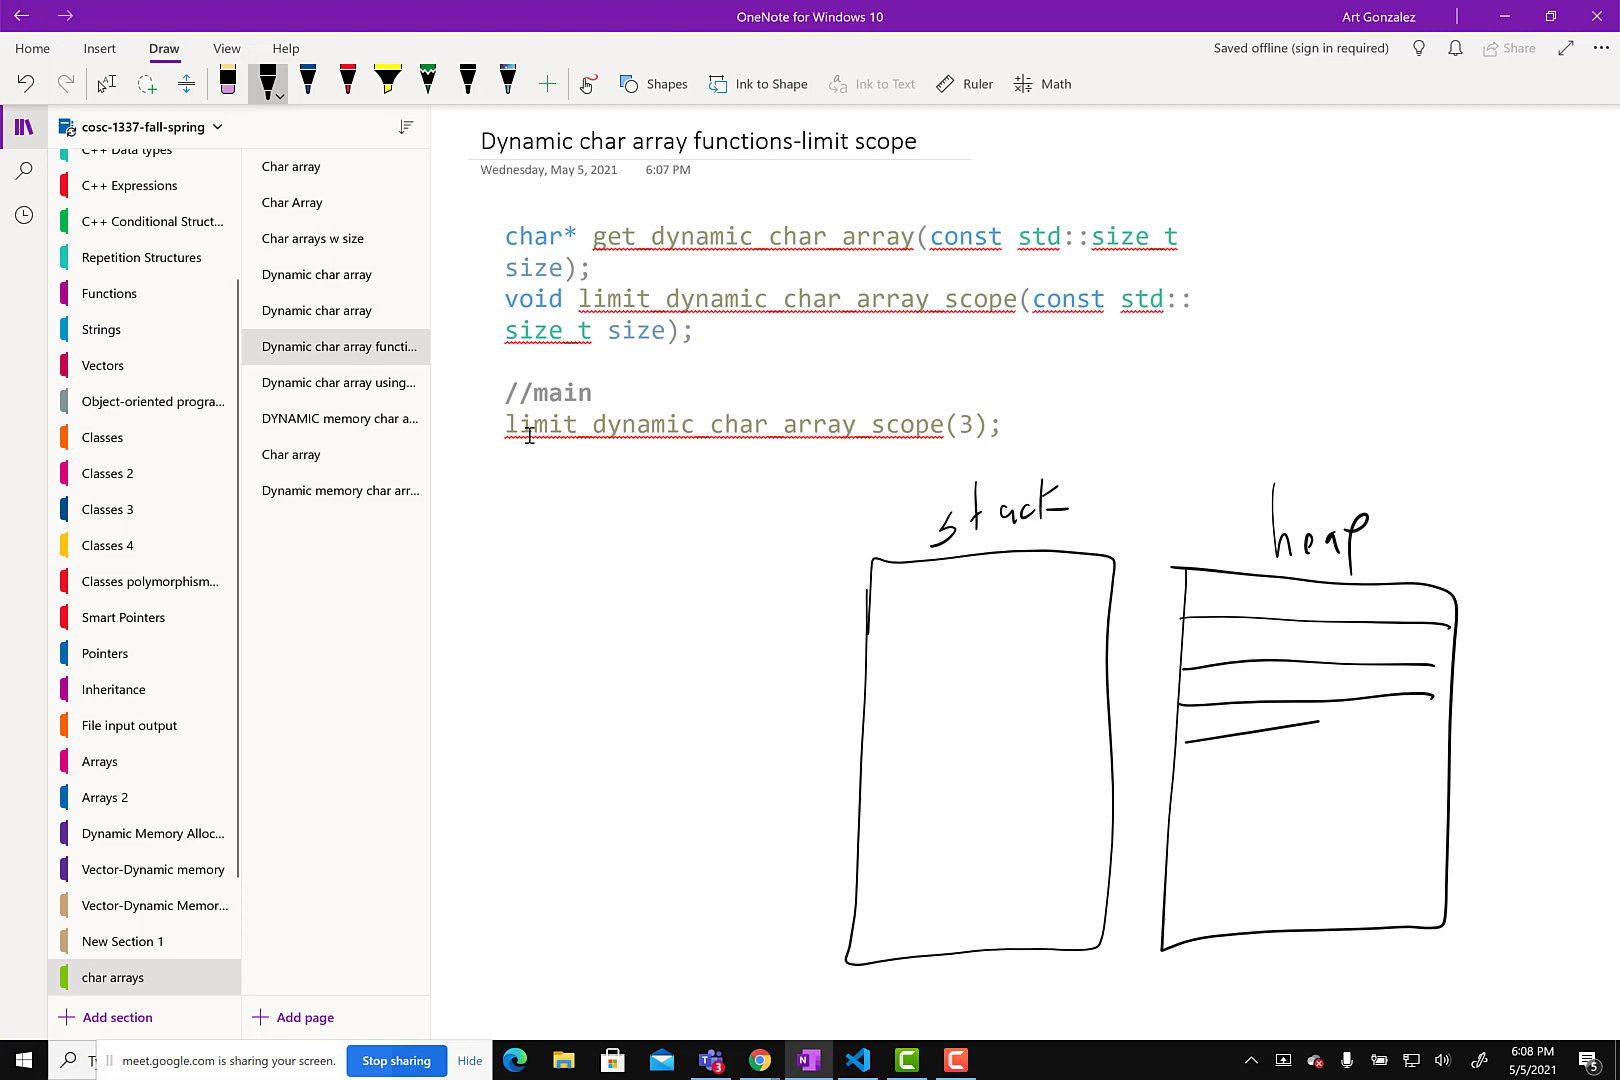 OneNote for Windows 10
Art Gonzalez
Home Insert Draw View Help
Saved offline (sign in required)
Share
Shapes
Ink to Shape
Ink to Text
Ruler
Math
cosc-1337-fall-spring
C++ Data types
C++ Expressions
C++ Conditional Struct...
Repetition Structures
Functions
Strings
Vectors
Object-oriented progra...
Classes
Classes 2
Classes 3
Classes 4
Classes polymorphism...
Smart Pointers
Pointers
Inheritance
File input output
Arrays
Arrays 2
Dynamic Memory Alloc...
Vector-Dynamic memory
Vector-Dynamic Memor...
New Section 1
char arrays
Add section
Char array
Char Array
Char arrays w size
Dynamic char array
Dynamic char array
Dynamic char array functi...
Dynamic char array using...
DYNAMIC memory char a...
Char array
Dynamic memory char arr...
Add page
Dynamic char array functions-limit scope
Wednesday, May 5, 2021 6:07 PM
char* get_dynamic_char_array(const std::size_t
size);
void limit_dynamic_char_array_scope(const std::
size_t size);
//main
limit_dynamic_char_array_scope(3);
stack
heap
meet.google.com is sharing your screen.
Stop sharing
Hide
3
6:08 PM
5/5/2021
5